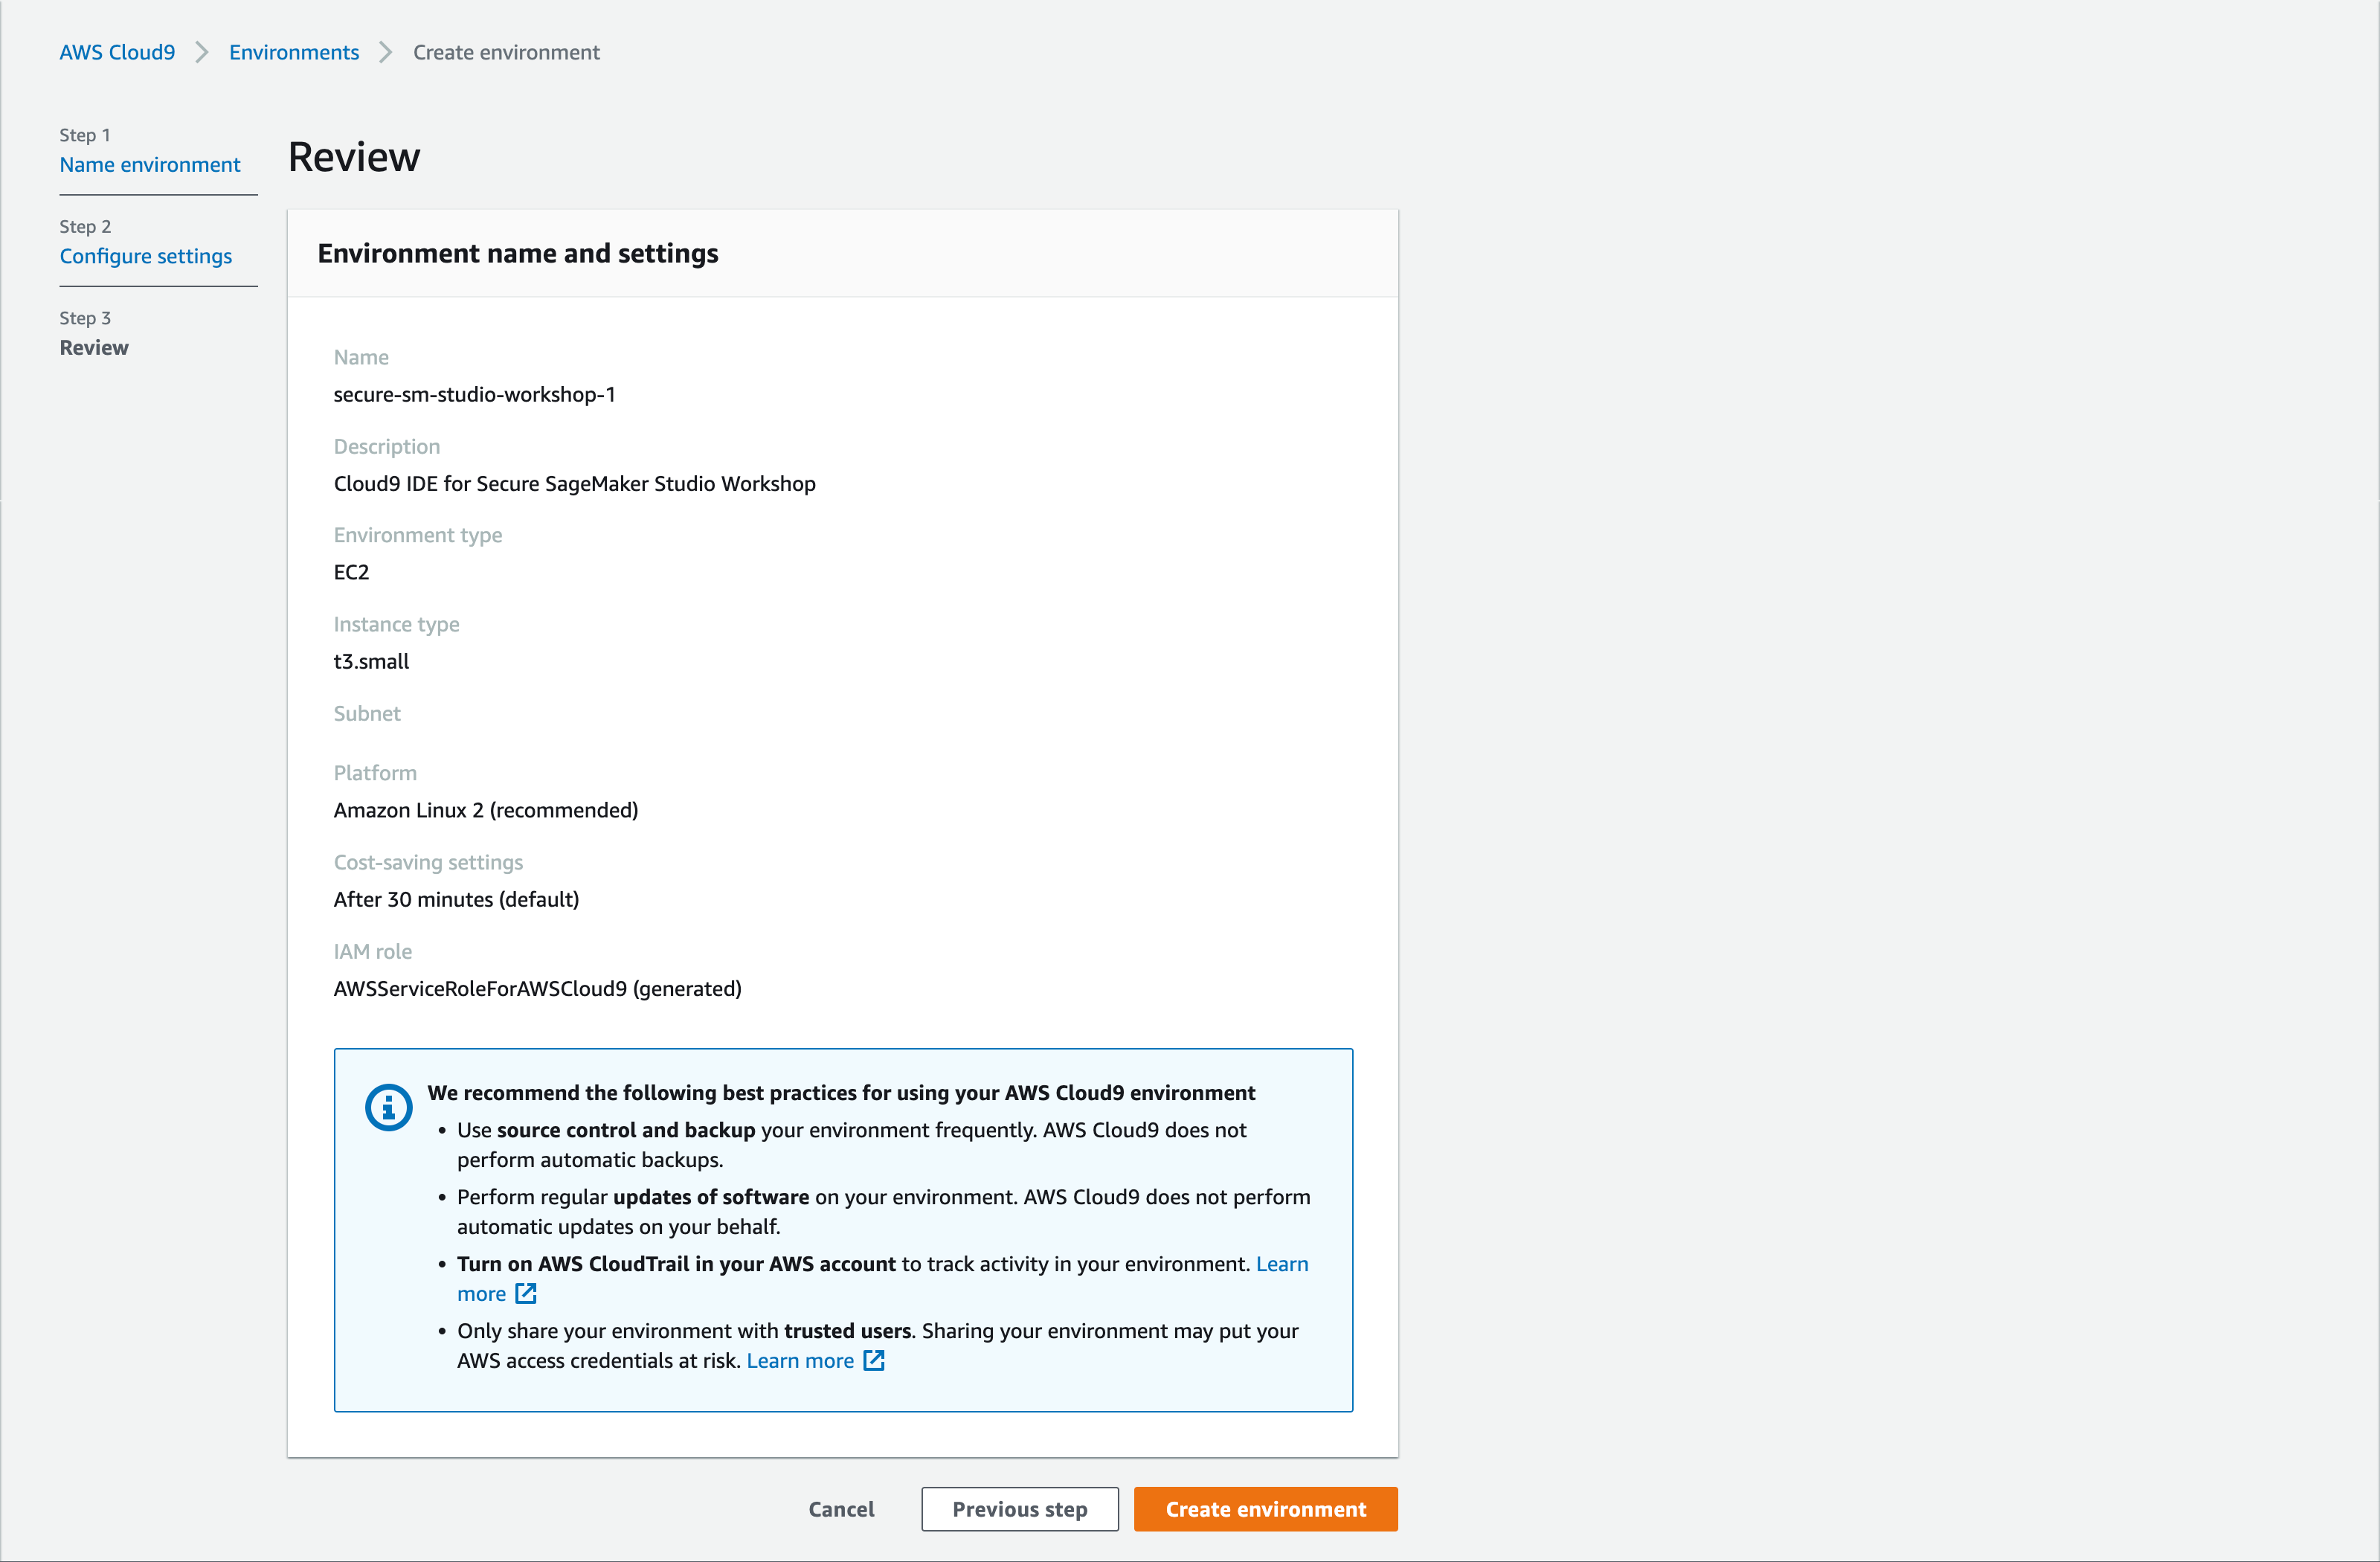 AWS Cloud9 > Environments > Create environment
Step 1
Name environment
Step 2
Configure settings
Step 3
Review
Review
Environment name and settings
Name
secure-sm-studio-workshop-1
Description
Cloud9 IDE for Secure SageMaker Studio Workshop
Environment type
EC2
Instance type
t3.small
Subnet
Platform
Amazon Linux 2 (recommended)
Cost-saving settings
After 30 minutes (default)
IAM role
AWSServiceRoleForAWSCloud9 (generated)
We recommend the following best practices for using your AWS Cloud9 environment
• Use source control and backup your environment frequently. AWS Cloud9 does not
perform automatic backups.
• Perform regular updates of software on your environment. AWS Cloud9 does not perform
automatic updates on your behalf.
• Turn on AWS CloudTrail in your AWS account to track activity in your environment. Learn
more
• Only share your environment with trusted users. Sharing your environment may put your
AWS access credentials at risk. Learn more
Cancel Previous step Create environment